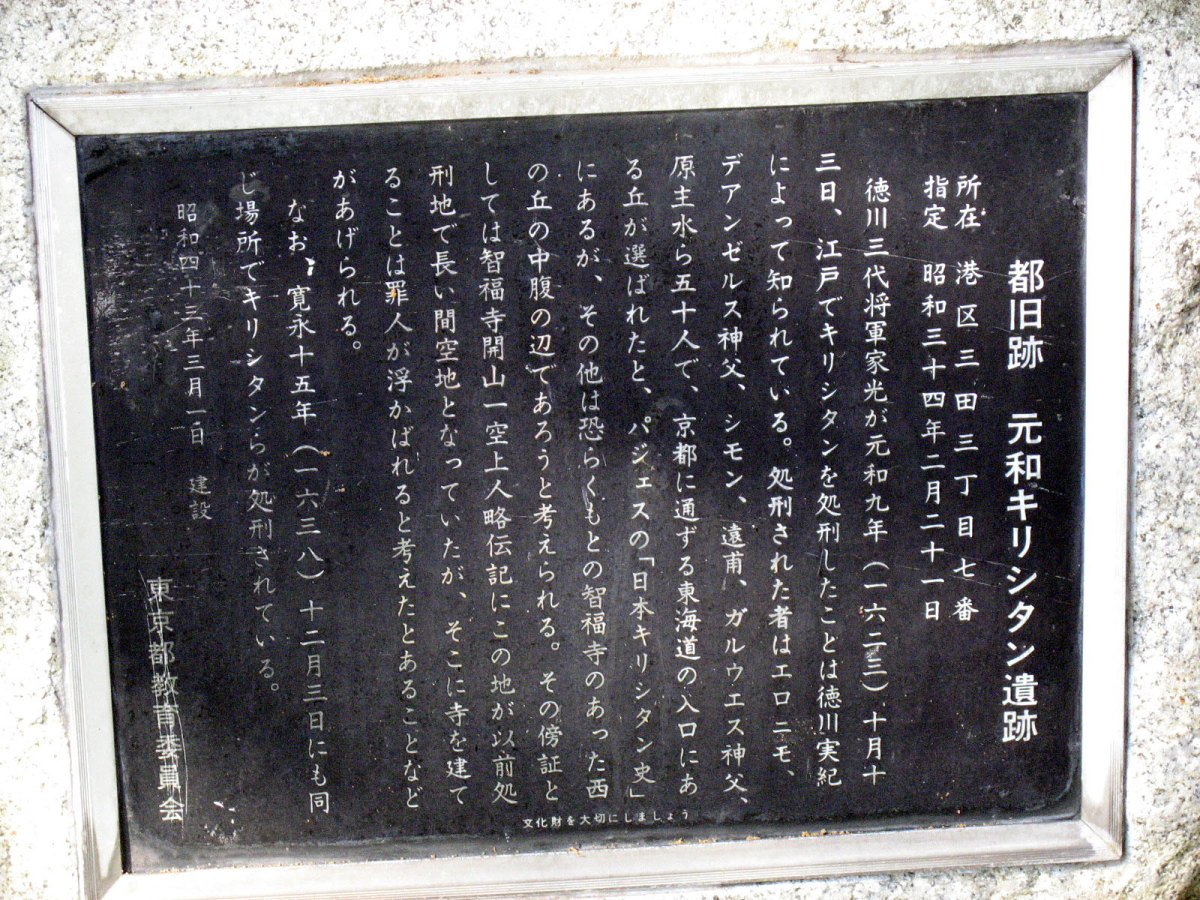 都旧跡　元和キリシタン遺跡
所在　港区三田三丁目七番
指定　昭和三十四年二月二十一日
徳川三代将軍家光が元和九年（一六二三）十月十
三日、江戸でキリシタンを処刑したことは徳川実紀
によって知られている。処刑された者はエロニモ、
デアンゼルス神父、シモン、遠甫、ガルウエス神父、
原主水ら五十人で、京都に通ずる東海道の入口にあ
る丘が選ばれたと、パジェスの「日本キリシタン史」
にあるが、その他は恐らくもとの智福寺のあった西
の丘の中腹の辺であろうと考えられる。その傍証と
しては智福寺開山一空上人略伝記にこの地が以前処
刑地で長い間空地となっていたが、そこに寺を建て
ることは罪人が浮かばれると考えたとあることなど
があげられる。
なお、寛永十五年（一六三八）十二月三日にも同
じ場所でキリシタンらが処刑されている。
昭和四十三年三月一日　建設
東京都教育委員会
文化財を大切にしましょう